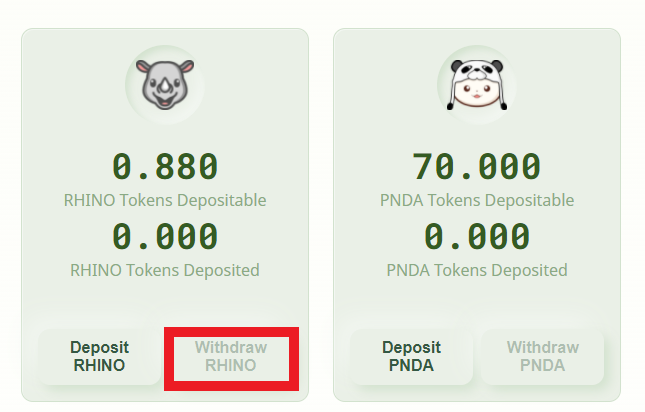 0.880
RHINO Tokens Depositable
0.000
RHINO Tokens Deposited
Deposit
RHINO
Withdraw
RHINO
70.000
PNDA Tokens Depositable
0.000
PNDA Tokens Deposited
Deposit
PNDA
Withdraw
PNDA